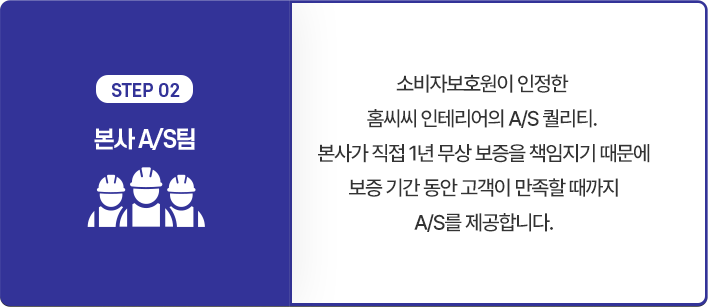 STEP 02
본사 A/S팀
소비자보호원이 인정한
홈씨씨 인테리어의 A/S 퀄리티.
본사가 직접 1년 무상 보증을 책임지기 때문에
보증 기간 동안 고객이 만족할 때까지
A/S를 제공합니다.